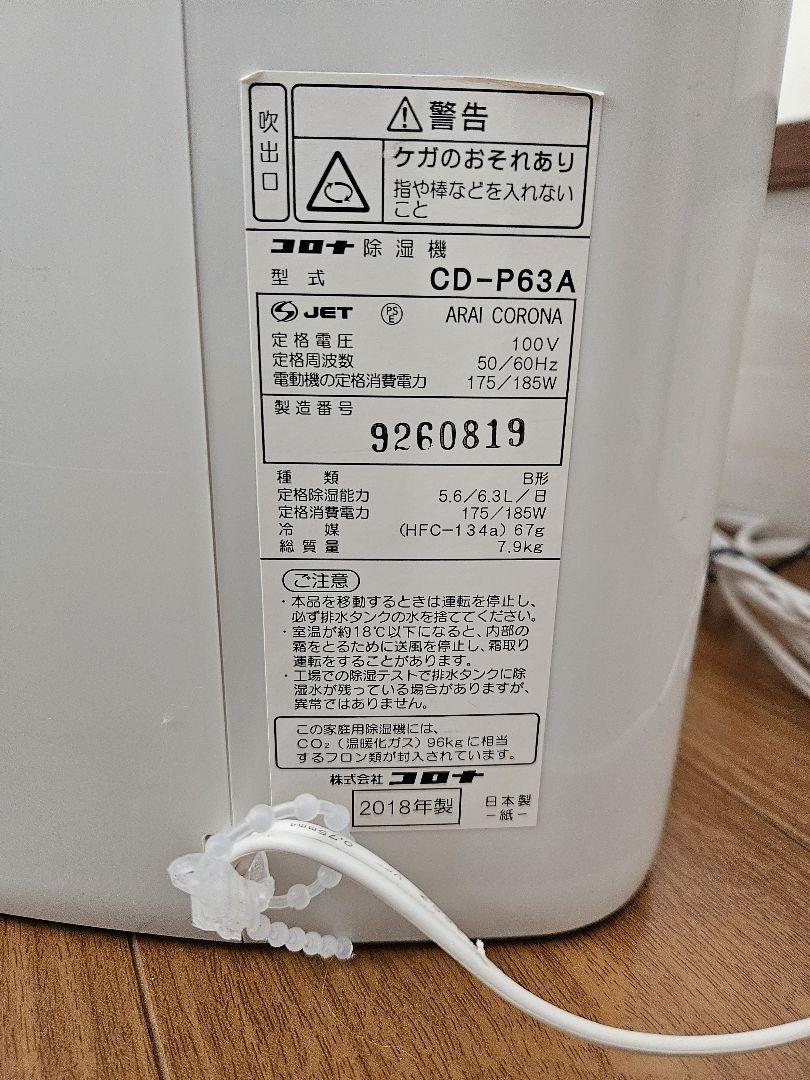 吹出口
⚠警告
ケガのおそれあり
指や棒などを入れない
こと
コロナ 除湿機
型式 CD-P63A
JET PSE ARAI CORONA
定格電圧 100V
定格周波数 50/60Hz
電動機の定格消費電力 175/185W
製造番号
9260819
種類 B形
定格除湿能力 5.6/6.3L/日
定格消費電力 175/185W
冷媒 (HFC-134a) 67g
総質量 7.9kg
ご注意
・本品を移動するときは運転を停止し、
必ず排水タンクの水を捨ててください。
・室温が約18℃以下になると、内部の
霜をとるために送風を停止し、霜取り
運転をすることがあります。
・工場での除湿テストで排水タンクに除
湿水が残っている場合がありますが、
異常ではありません。
この家庭用除湿機には、
CO₂(温暖化ガス)96kgに相当
するフロン類が封入されています。
株式会社 コロナ
2018年製 日本製
-紙-
0.75mm²